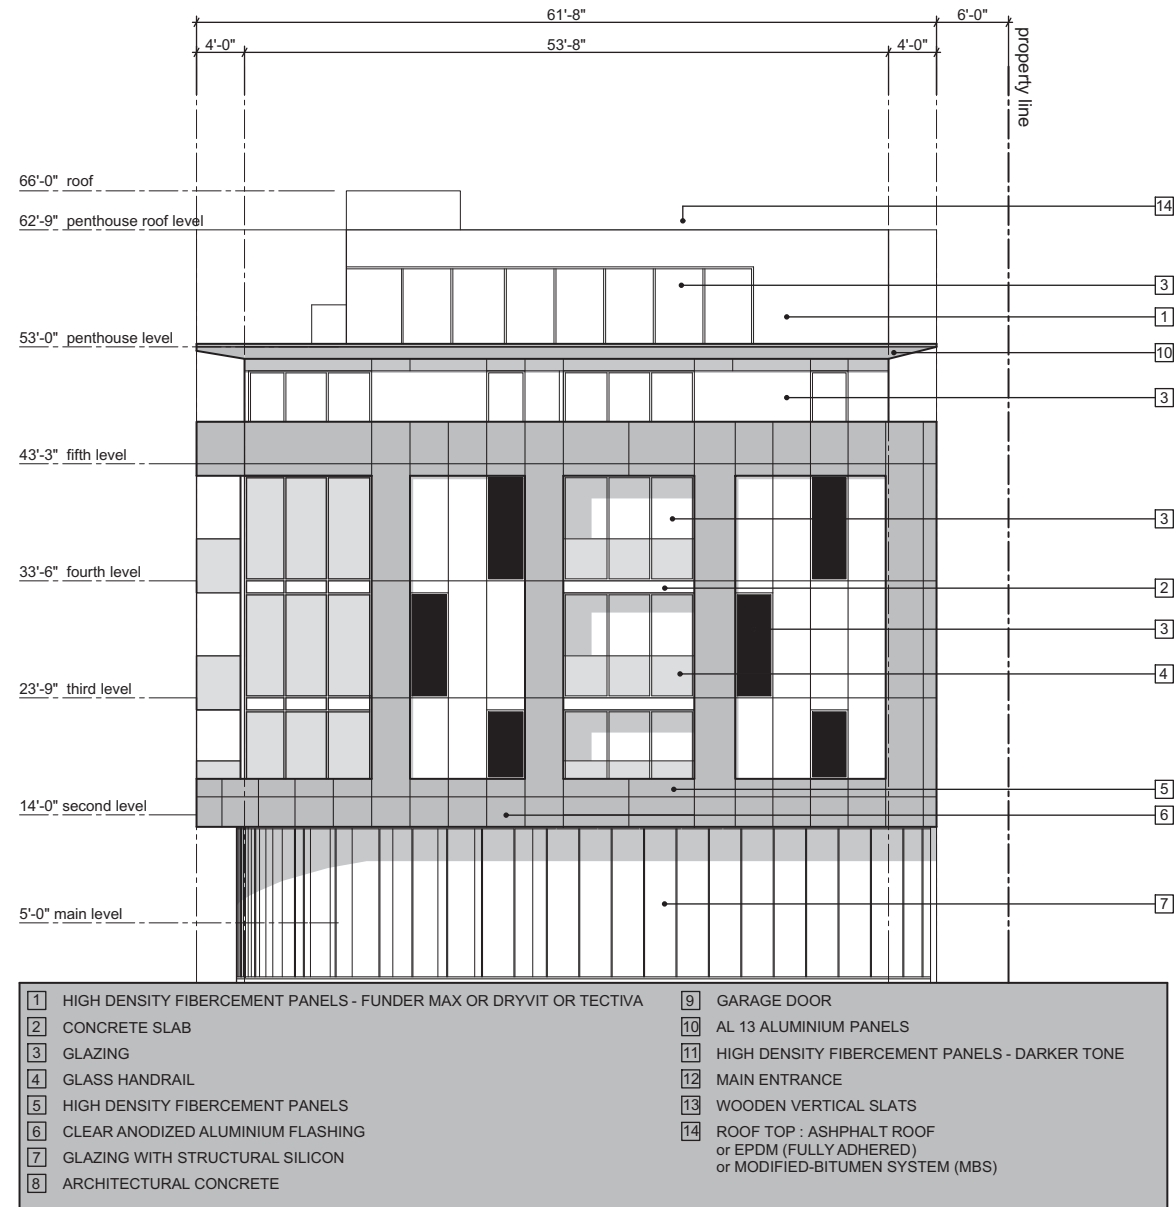 61'-8"
6'-0"
4'-0"
53'-8"
4'-0"
property line
66'-0" roof
14
62'-9" penthouse roof level
3
1
53'-0" penthouse level
10
3
43'-3" fifth level
3
33'-6" fourth level
2
3
4
23'-9" third level
5
14'-0" second level
6
7
5'-0" main level
1 HIGH DENSITY FIBERCEMENT PANELS - FUNDER MAX OR DRYVIT OR TECTIVA
2 CONCRETE SLAB
3 GLAZING
4 GLASS HANDRAIL
5 HIGH DENSITY FIBERCEMENT PANELS
6 CLEAR ANODIZED ALUMINIUM FLASHING
7 GLAZING WITH STRUCTURAL SILICON
8 ARCHITECTURAL CONCRETE
9 GARAGE DOOR
10 AL 13 ALUMINIUM PANELS
11 HIGH DENSITY FIBERCEMENT PANELS - DARKER TONE
12 MAIN ENTRANCE
13 WOODEN VERTICAL SLATS
14 ROOF TOP : ASHPHALT ROOF
or EPDM (FULLY ADHERED)
or MODIFIED-BITUMEN SYSTEM (MBS)